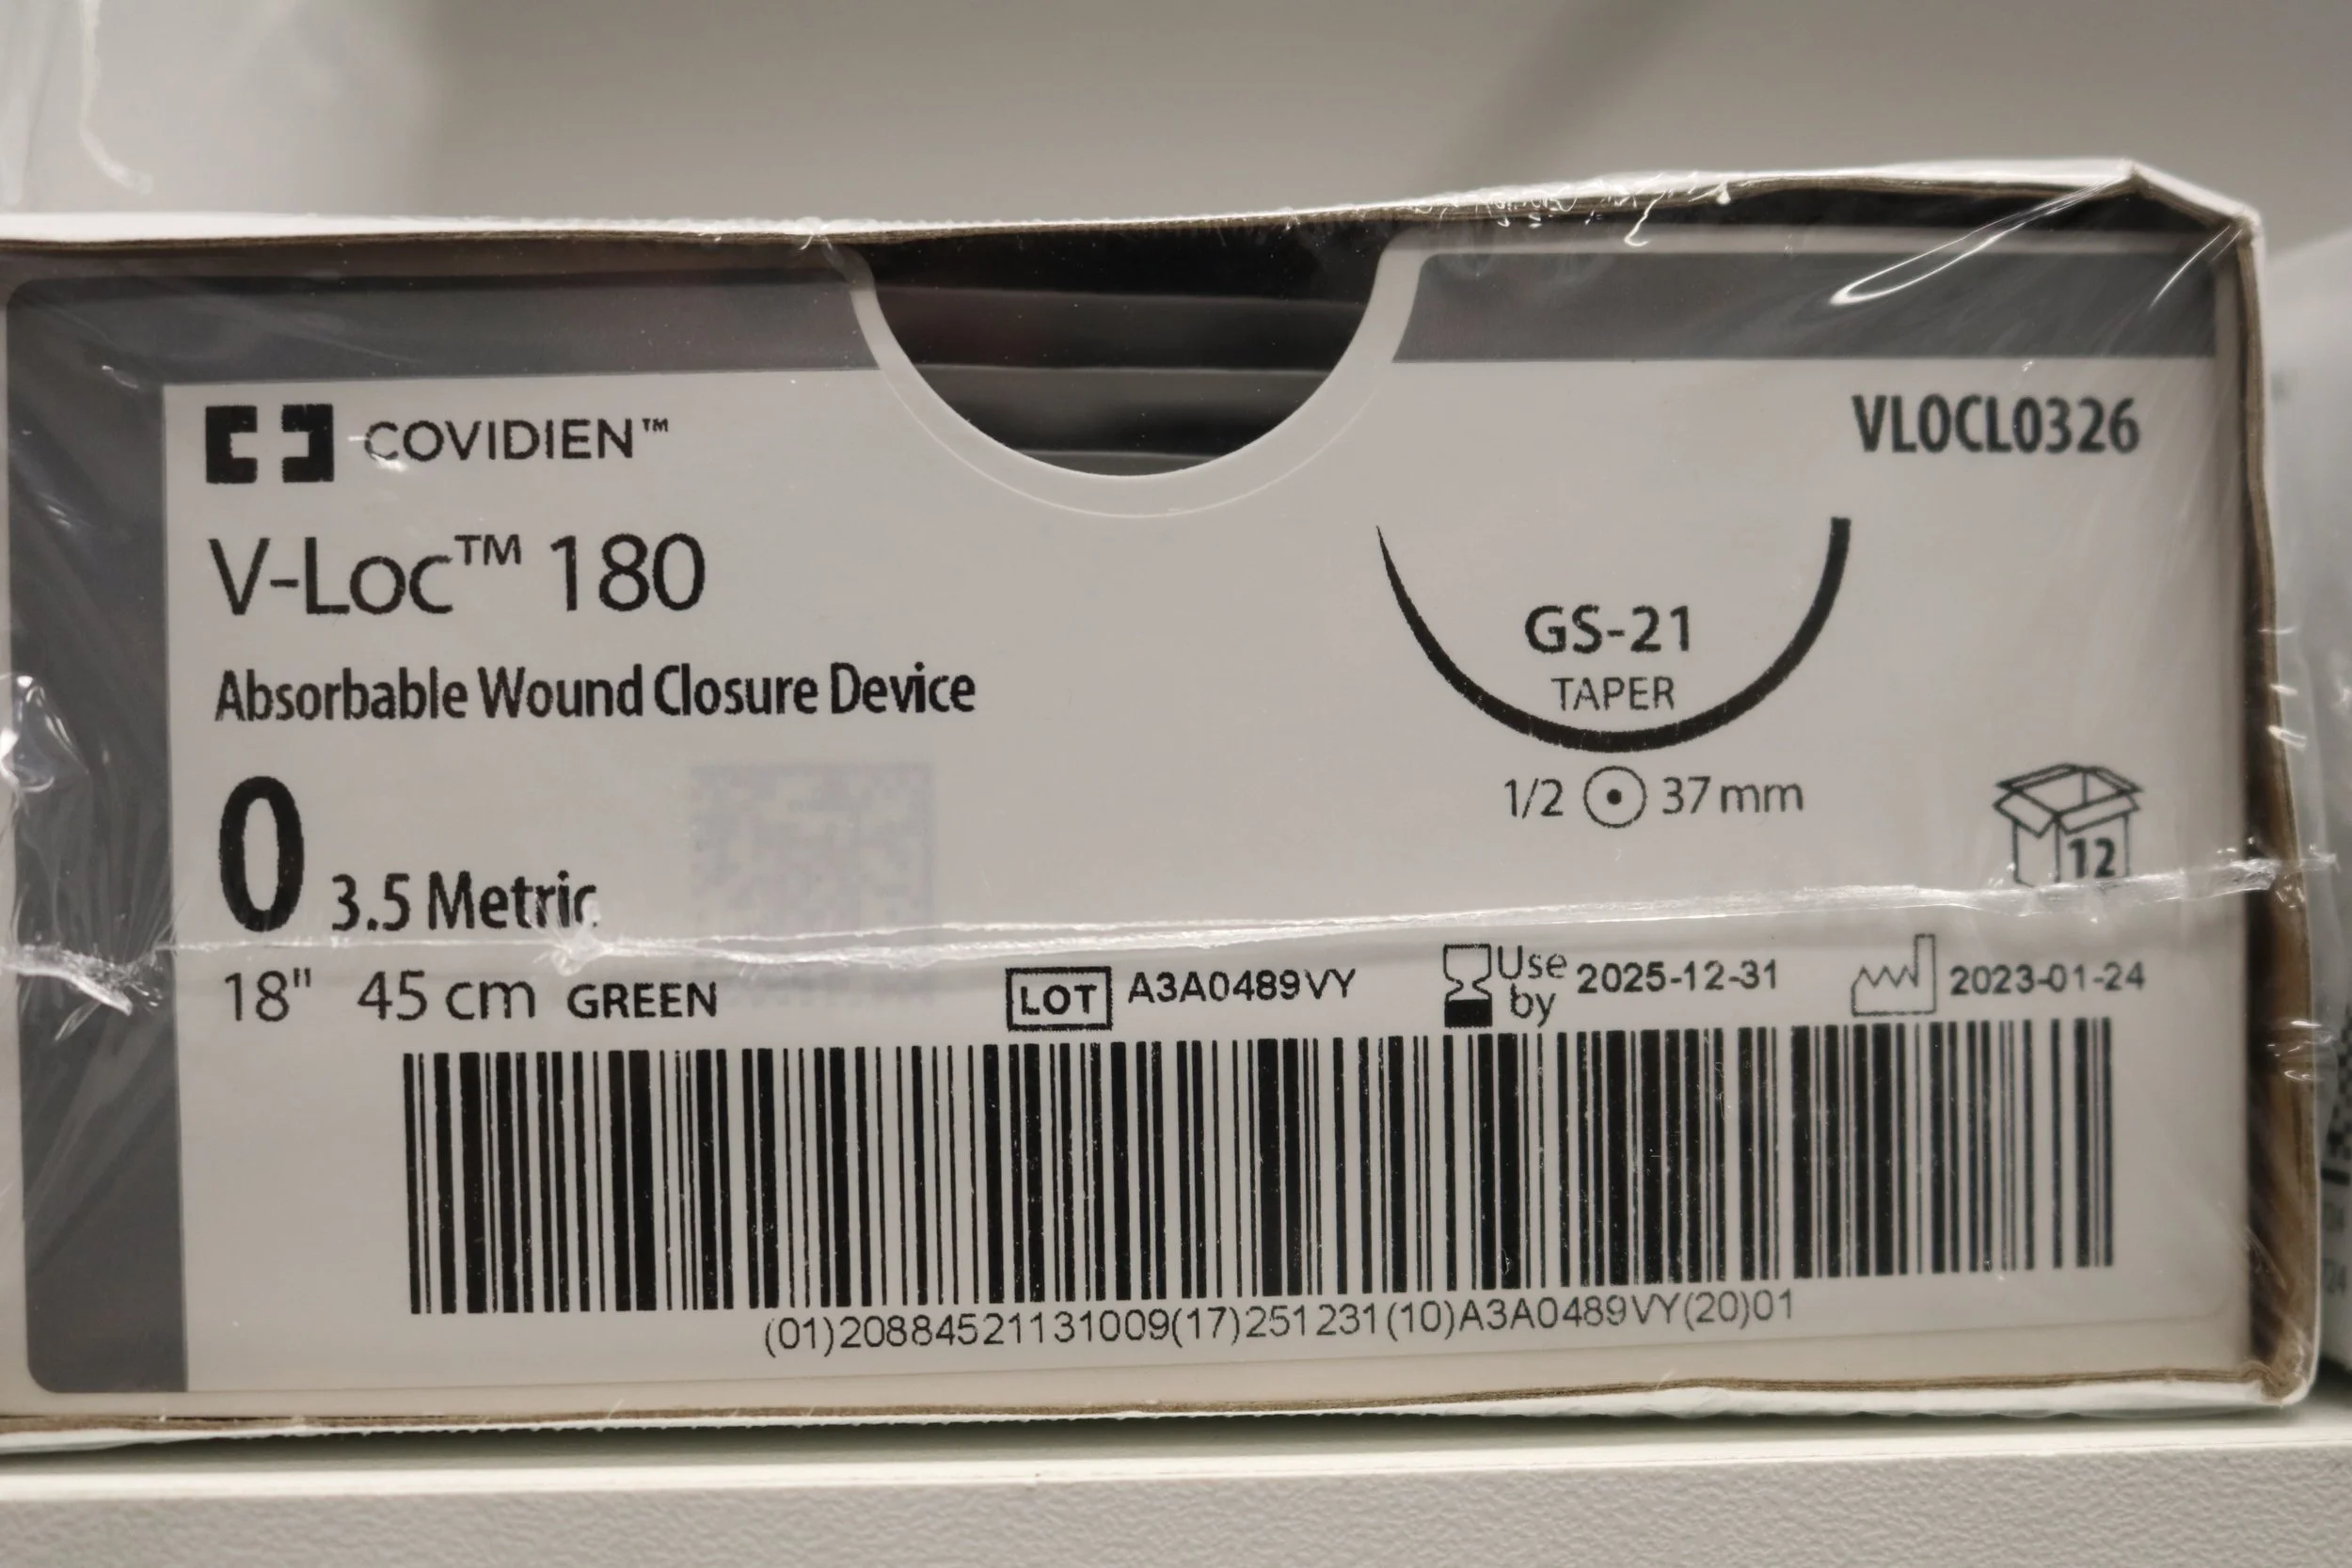 COVIDIEN™
VLOCL0326
V-Loc™ 180
GS-21
TAPER
Absorbable Wound Closure Device
1/2 37 mm
0 3.5 Metric
12
18" 45 cm GREEN
LOT A3A0489VY
Use by 2025-12-31
2023-01-24
(01)20884521131009(17)251231(10)A3A0489VY(20)01